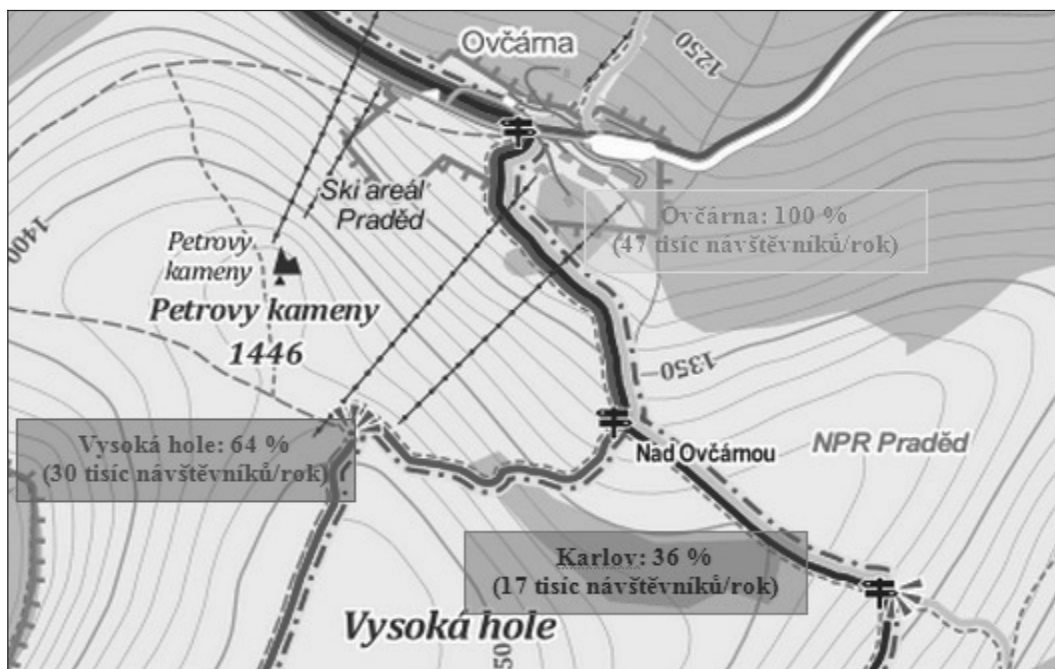 Ovčárna
1250
Ski areál
Praděd
Ovčárna: 100 %
(47 tisíc návštěvníků/rok)
1400
Petrovy
kameny
Petrovy kameny
1446
1350
Vysoká hole: 64 %
(30 tisíc návštěvníků/rok)
Nad Ovčárnou
NPR Praděd
Karlov: 36 %
(17 tisíc návštěvníků/rok)
Vysoká hole